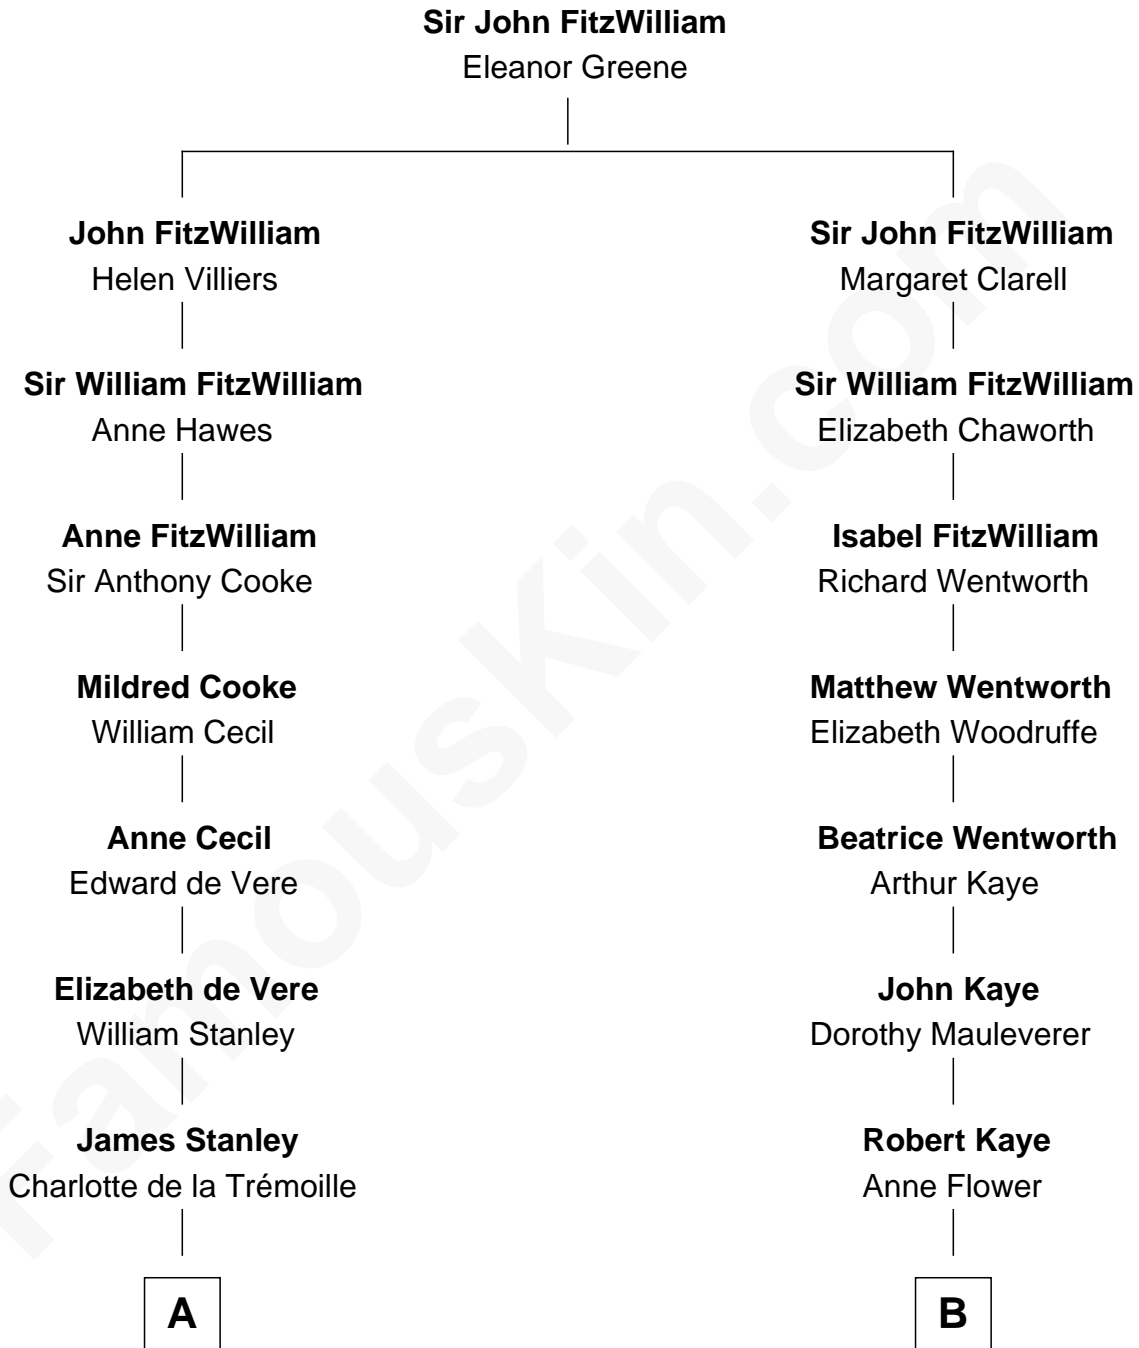 Sir John FitzWilliam
Eleanor Greene
John FitzWilliam
Helen Villiers
Sir William FitzWilliam
Anne Hawes
Anne FitzWilliam
Sir Anthony Cooke
Mildred Cooke
William Cecil
Anne Cecil
Edward de Vere
Elizabeth de Vere
William Stanley
James Stanley
Charlotte de la Trémoille
A
Sir John FitzWilliam
Margaret Clarell
Sir William FitzWilliam
Elizabeth Chaworth
Isabel FitzWilliam
Richard Wentworth
Matthew Wentworth
Elizabeth Woodruffe
Beatrice Wentworth
Arthur Kaye
John Kaye
Dorothy Mauleverer
Robert Kaye
Anne Flower
B
FamousKin.com